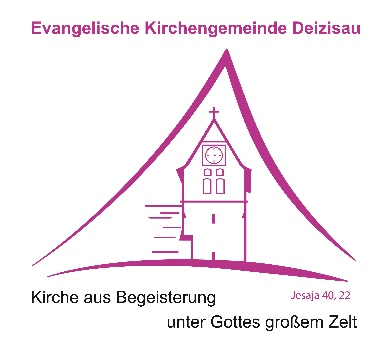 Evangelische Kirchengemeinde Deizisau
Kirche aus Begeisterung
Jesaja 40, 22
unter Gottes großem Zelt